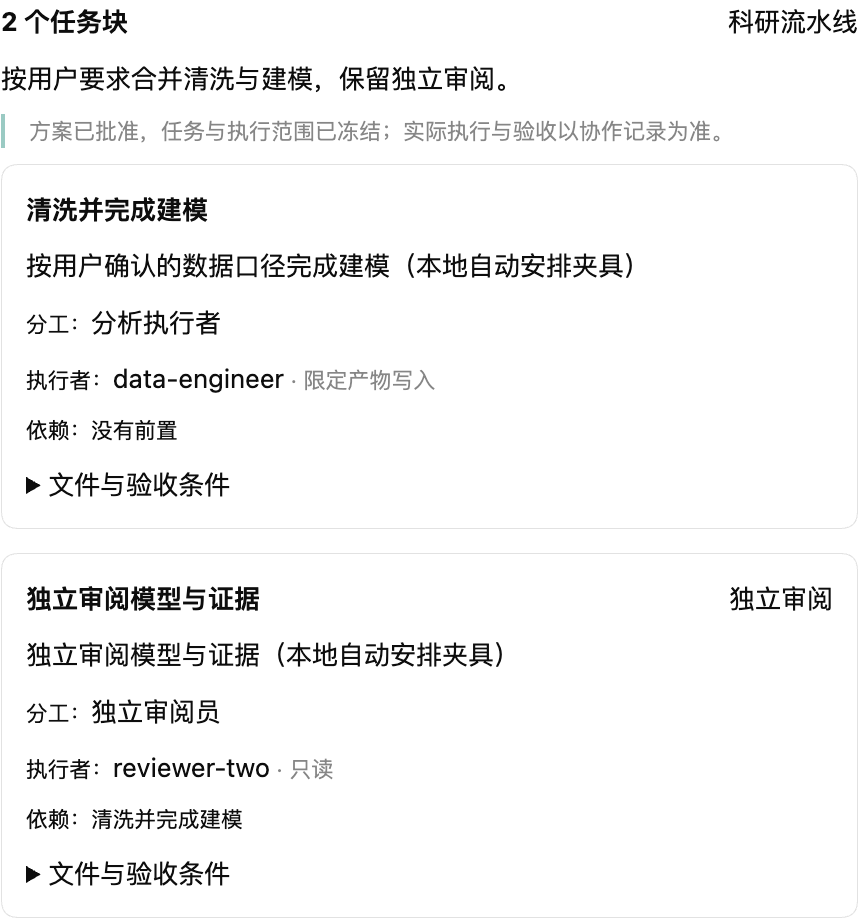 2 个任务块
科研流水线
按用户要求合并清洗与建模，保留独立审阅。
方案已批准，任务与执行范围已冻结；实际执行与验收以协作记录为准。
清洗并完成建模
按用户确认的数据口径完成建模（本地自动安排夹具）
分工：分析执行者
执行者：data-engineer · 限定产物写入
依赖：没有前置
▶ 文件与验收条件
独立审阅模型与证据
独立审阅
独立审阅模型与证据（本地自动安排夹具）
分工：独立审阅员
执行者：reviewer-two · 只读
依赖：清洗并完成建模
▶ 文件与验收条件